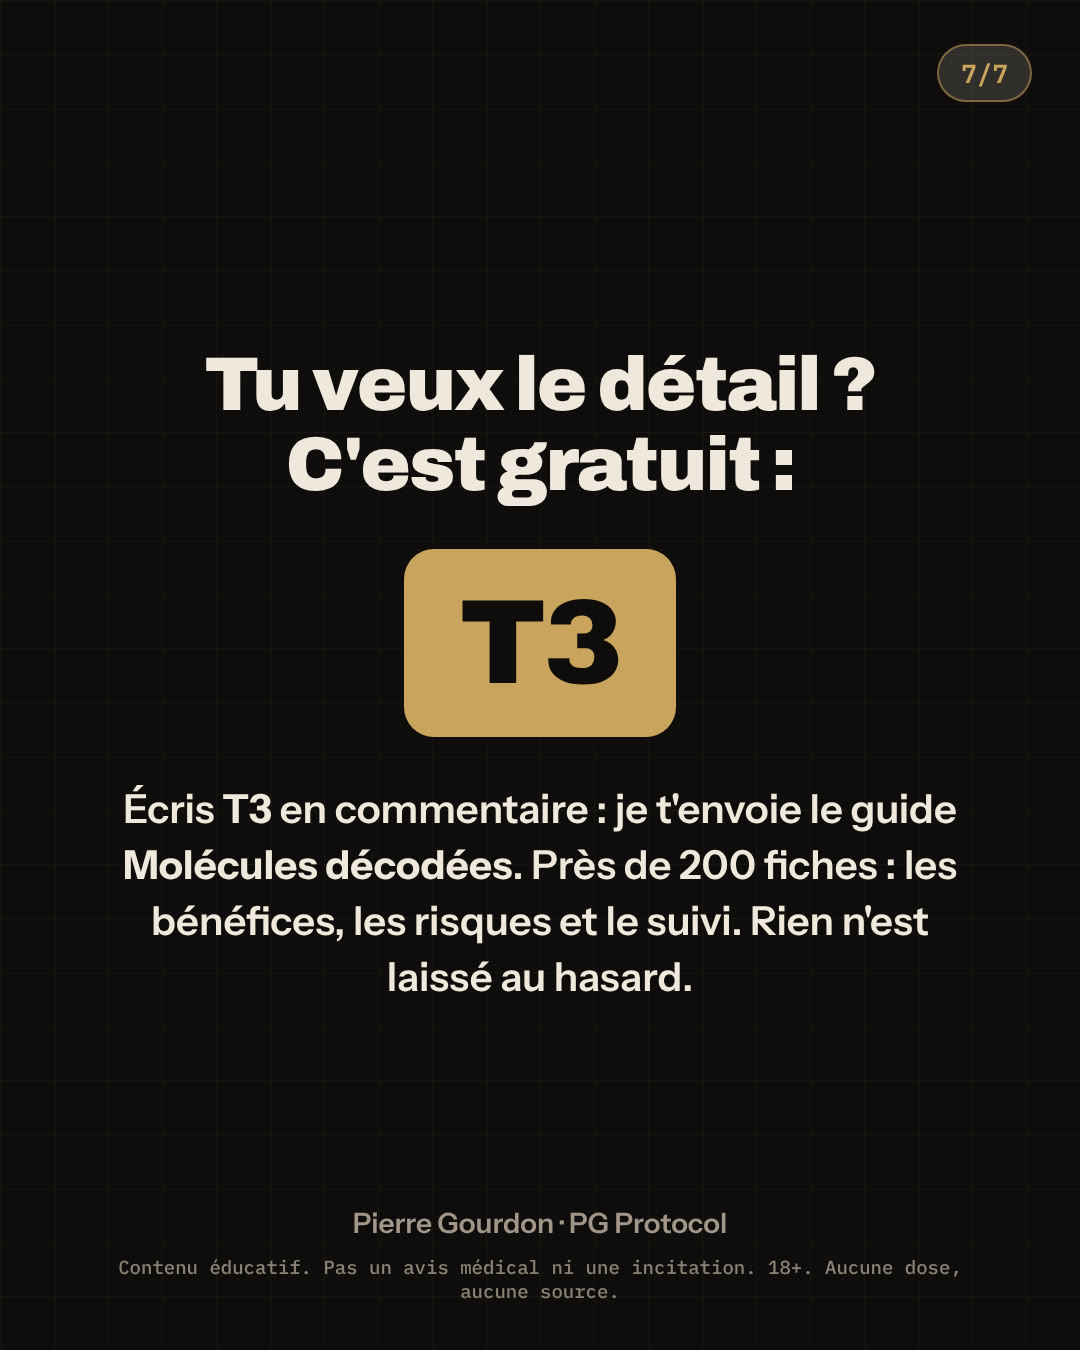 7/7
Tu veux le détail ?
C'est gratuit :
T3
Écris T3 en commentaire : je t'envoie le guide
Molécules décodées. Près de 200 fiches : les
bénéfices, les risques et le suivi. Rien n'est
laissé au hasard.
Pierre Gourdon · PG Protocol
Contenu éducatif. Pas un avis médical ni une incitation. 18+. Aucune dose,
aucune source.